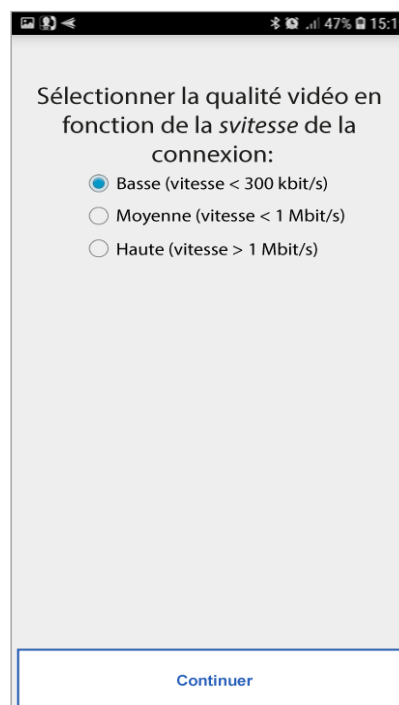 47% 15:1
Sélectionner la qualité vidéo en
fonction de la svitesse de la
connexion:
Basse (vitesse < 300 kbit/s)
Moyenne (vitesse < 1 Mbit/s)
Haute (vitesse > 1 Mbit/s)
Continuer